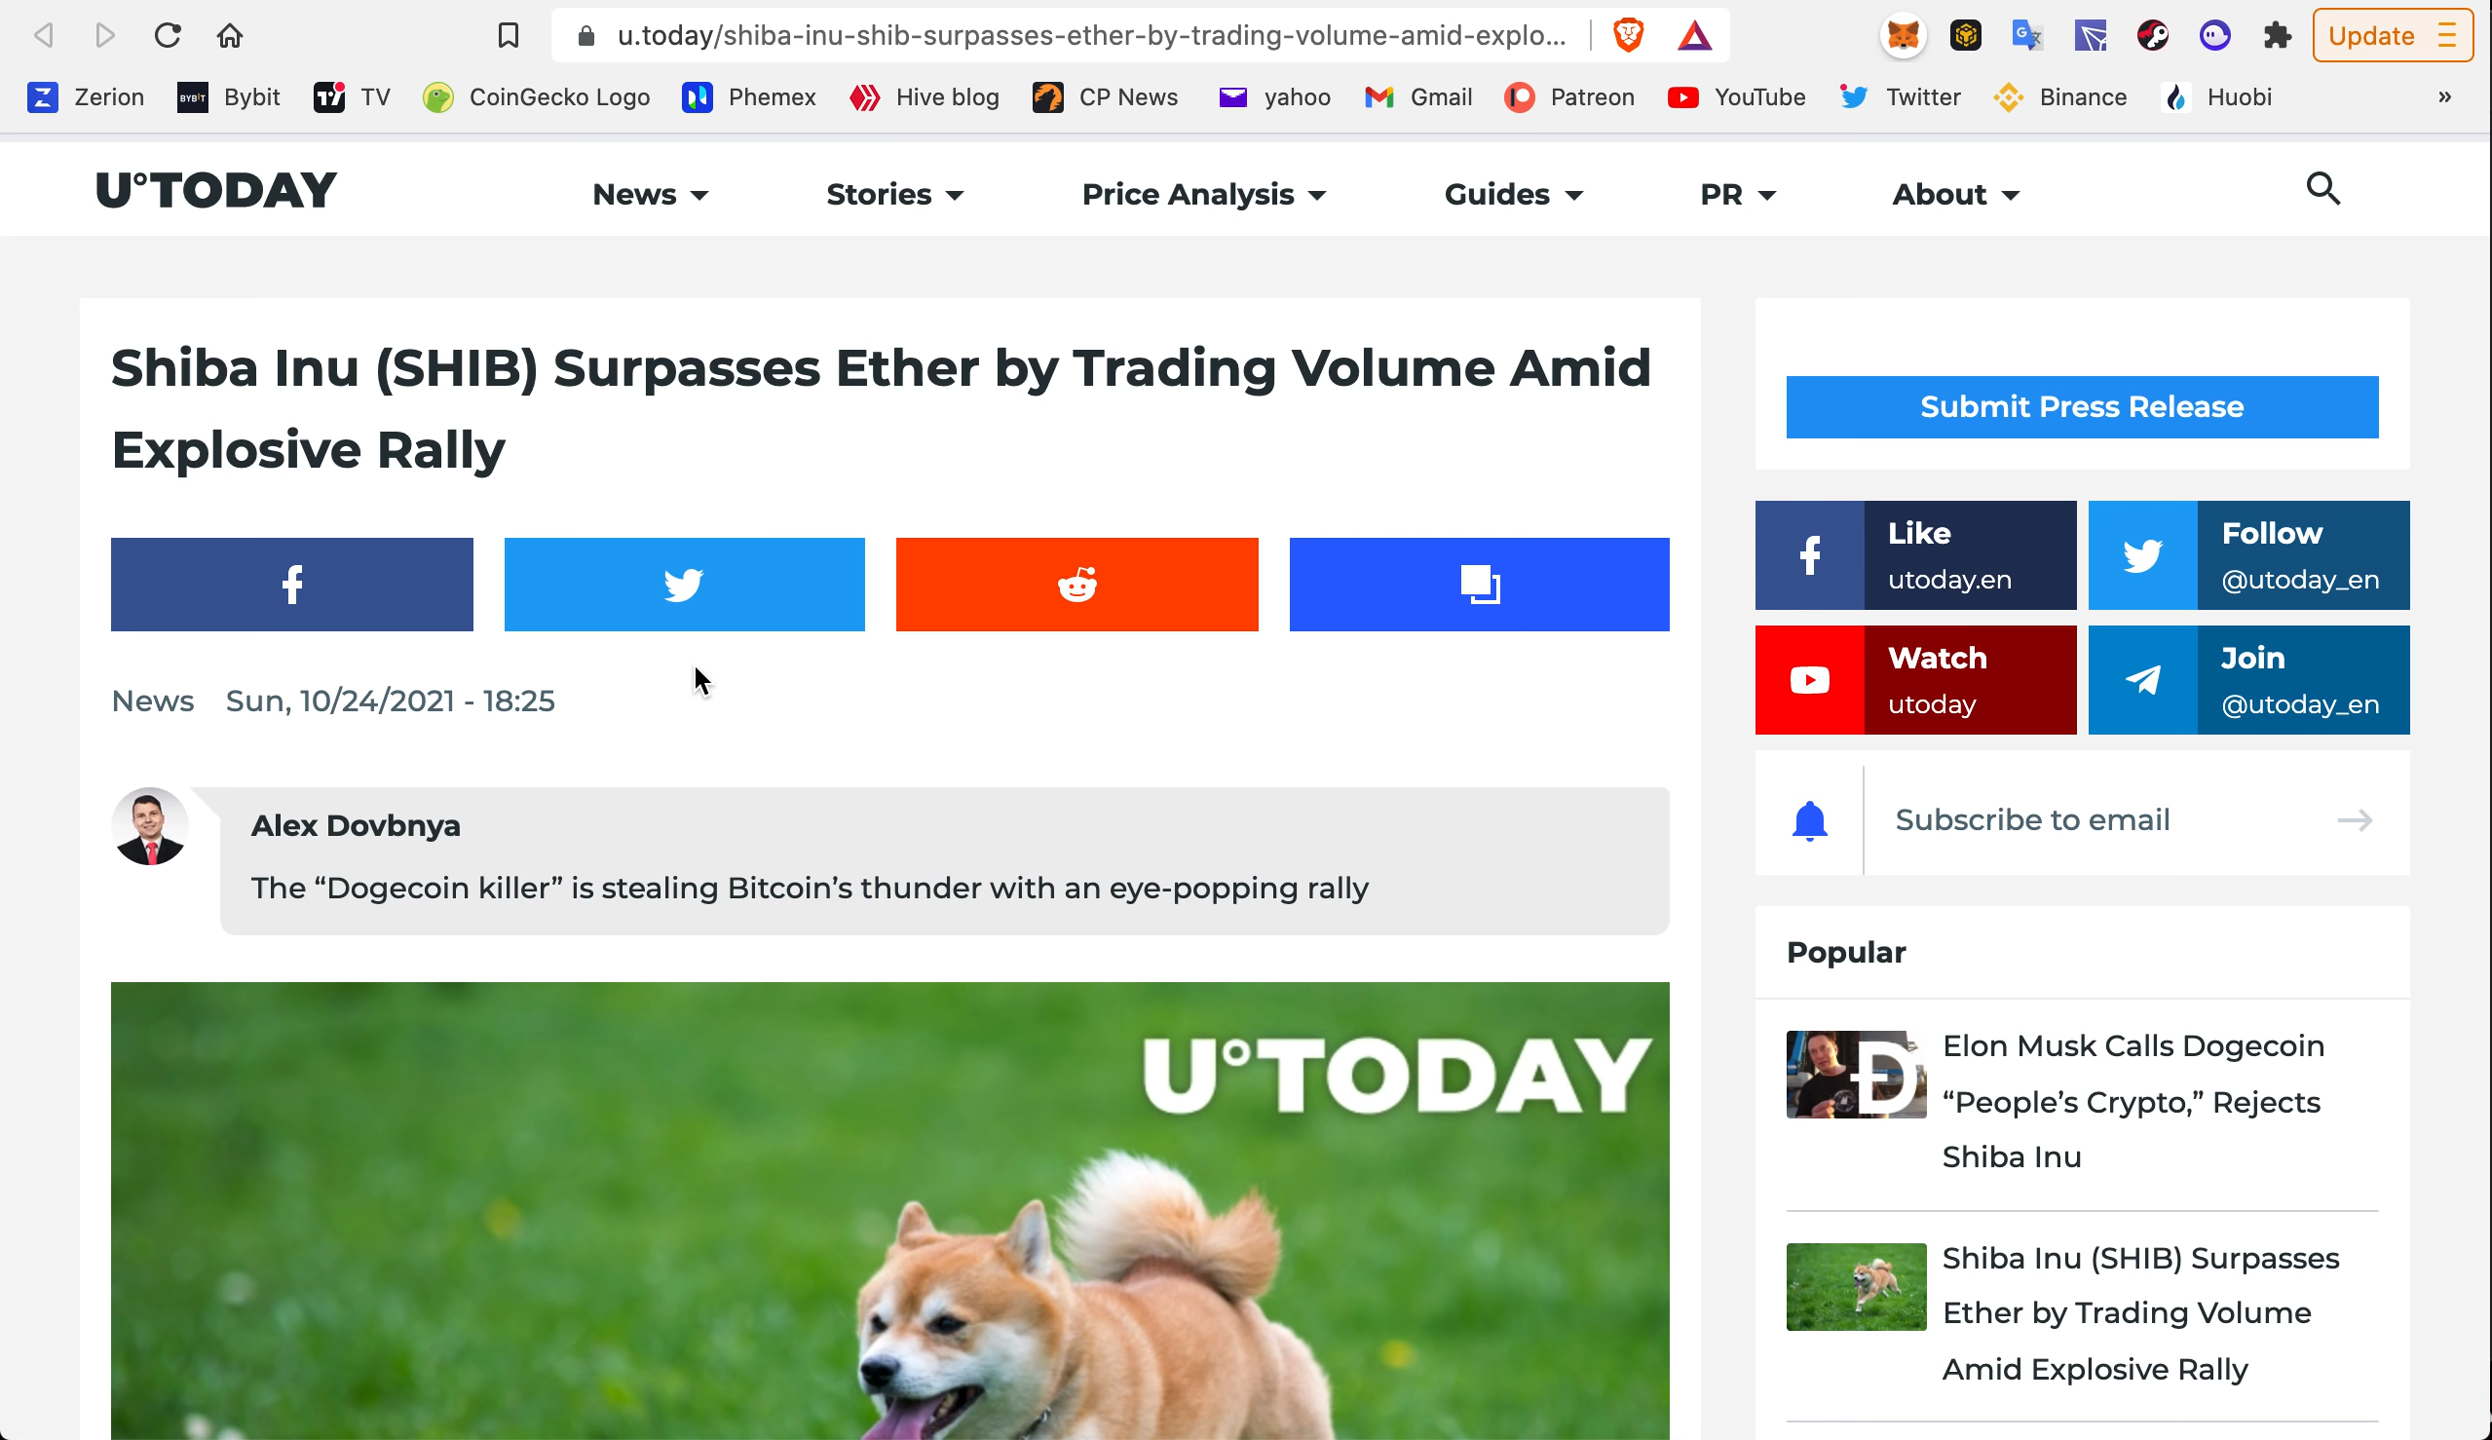 u.today/shiba-inu-shib-surpasses-ether-by-trading-volume-amid-explo...
Update
Zerion
BYBIT
Bybit
TV
CoinGecko Logo
Phemex
Hive blog
CP News
yahoo
Gmail
Patreon
YouTube
Twitter
Binance
Huobi
»
U°TODAY
News
Stories
Price Analysis
Guides
PR
About
Shiba Inu (SHIB) Surpasses Ether by Trading Volume Amid
Explosive Rally
News Sun, 10/24/2021 - 18:25
Alex Dovbnya
The “Dogecoin killer” is stealing Bitcoin’s thunder with an eye-popping rally
U°TODAY
Submit Press Release
Like
utoday.en
Follow
@utoday_en
Watch
utoday
Join
@utoday_en
Subscribe to email
Popular
Elon Musk Calls Dogecoin
“People’s Crypto,” Rejects
Shiba Inu
Shiba Inu (SHIB) Surpasses
Ether by Trading Volume
Amid Explosive Rally